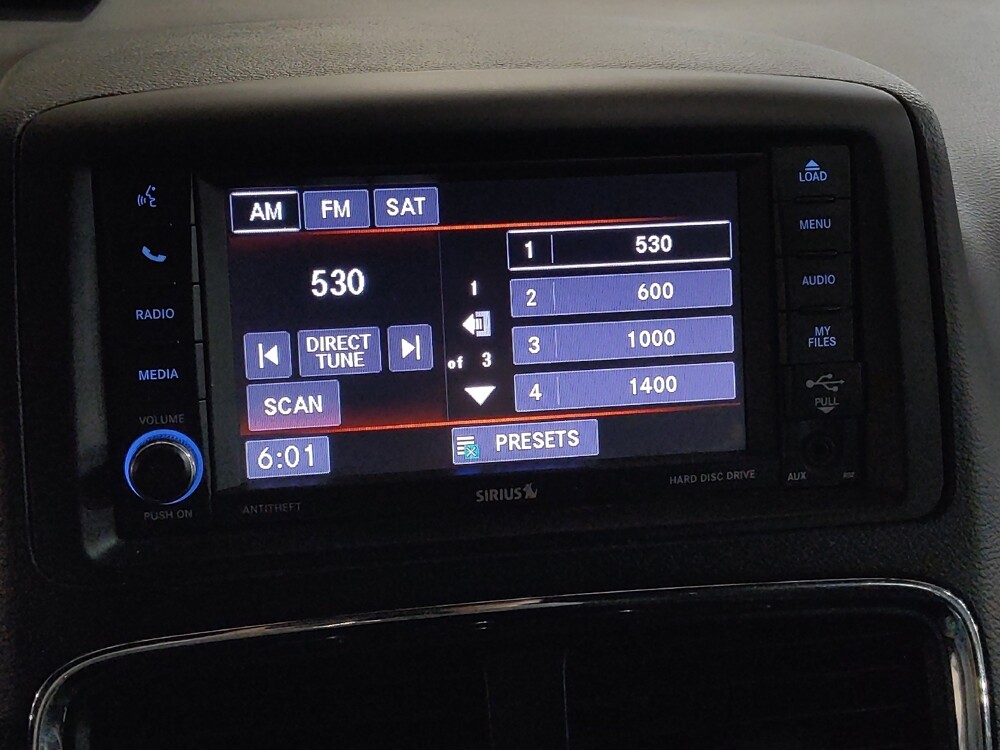 AM FM SAT
530
DIRECT
TUNE
SCAN
6:01
1
of 3
1 530
2 600
3 1000
4 1400
PRESETS
RADIO
MEDIA
VOLUME
PUSH ON
ANTITHEFT
SIRIUS
HARD DISC DRIVE
LOAD
MENU
AUDIO
MY
FILES
PULL
AUX